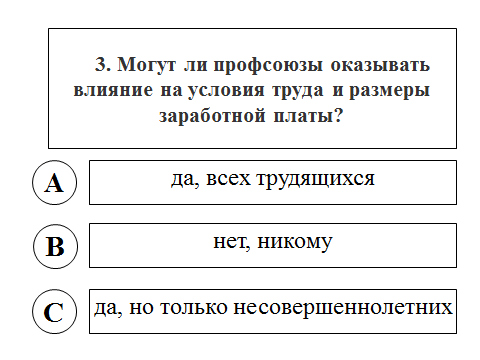 3. Могут ли профсоюзы оказывать
влияние на условия труда и размеры
заработной платы?
A
да, всех трудящихся
B
нет, никому
C
да, но только несовершеннолетних